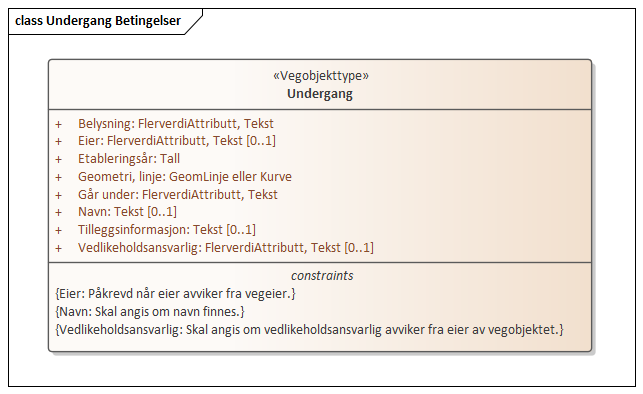 class Undergang Betingelser
«Vegobjekttype»
Undergang
+ Belysning: FlerverdiAttributt, Tekst
+ Eier: FlerverdiAttributt, Tekst [0..1]
+ Etableringsår: Tall
+ Geometri, linje: GeomLinje eller Kurve
+ Går under: FlerverdiAttributt, Tekst
+ Navn: Tekst [0..1]
+ Tilleggsinformasjon: Tekst [0..1]
+ Vedlikeholdsansvarlig: FlerverdiAttributt, Tekst [0..1]
constraints
{Eier: Påkrevd når eier avviker fra vegeier.}
{Navn: Skal angis om navn finnes.}
{Vedlikeholdsansvarlig: Skal angis om vedlikeholdsansvarlig avviker fra eier av vegobjektet.}